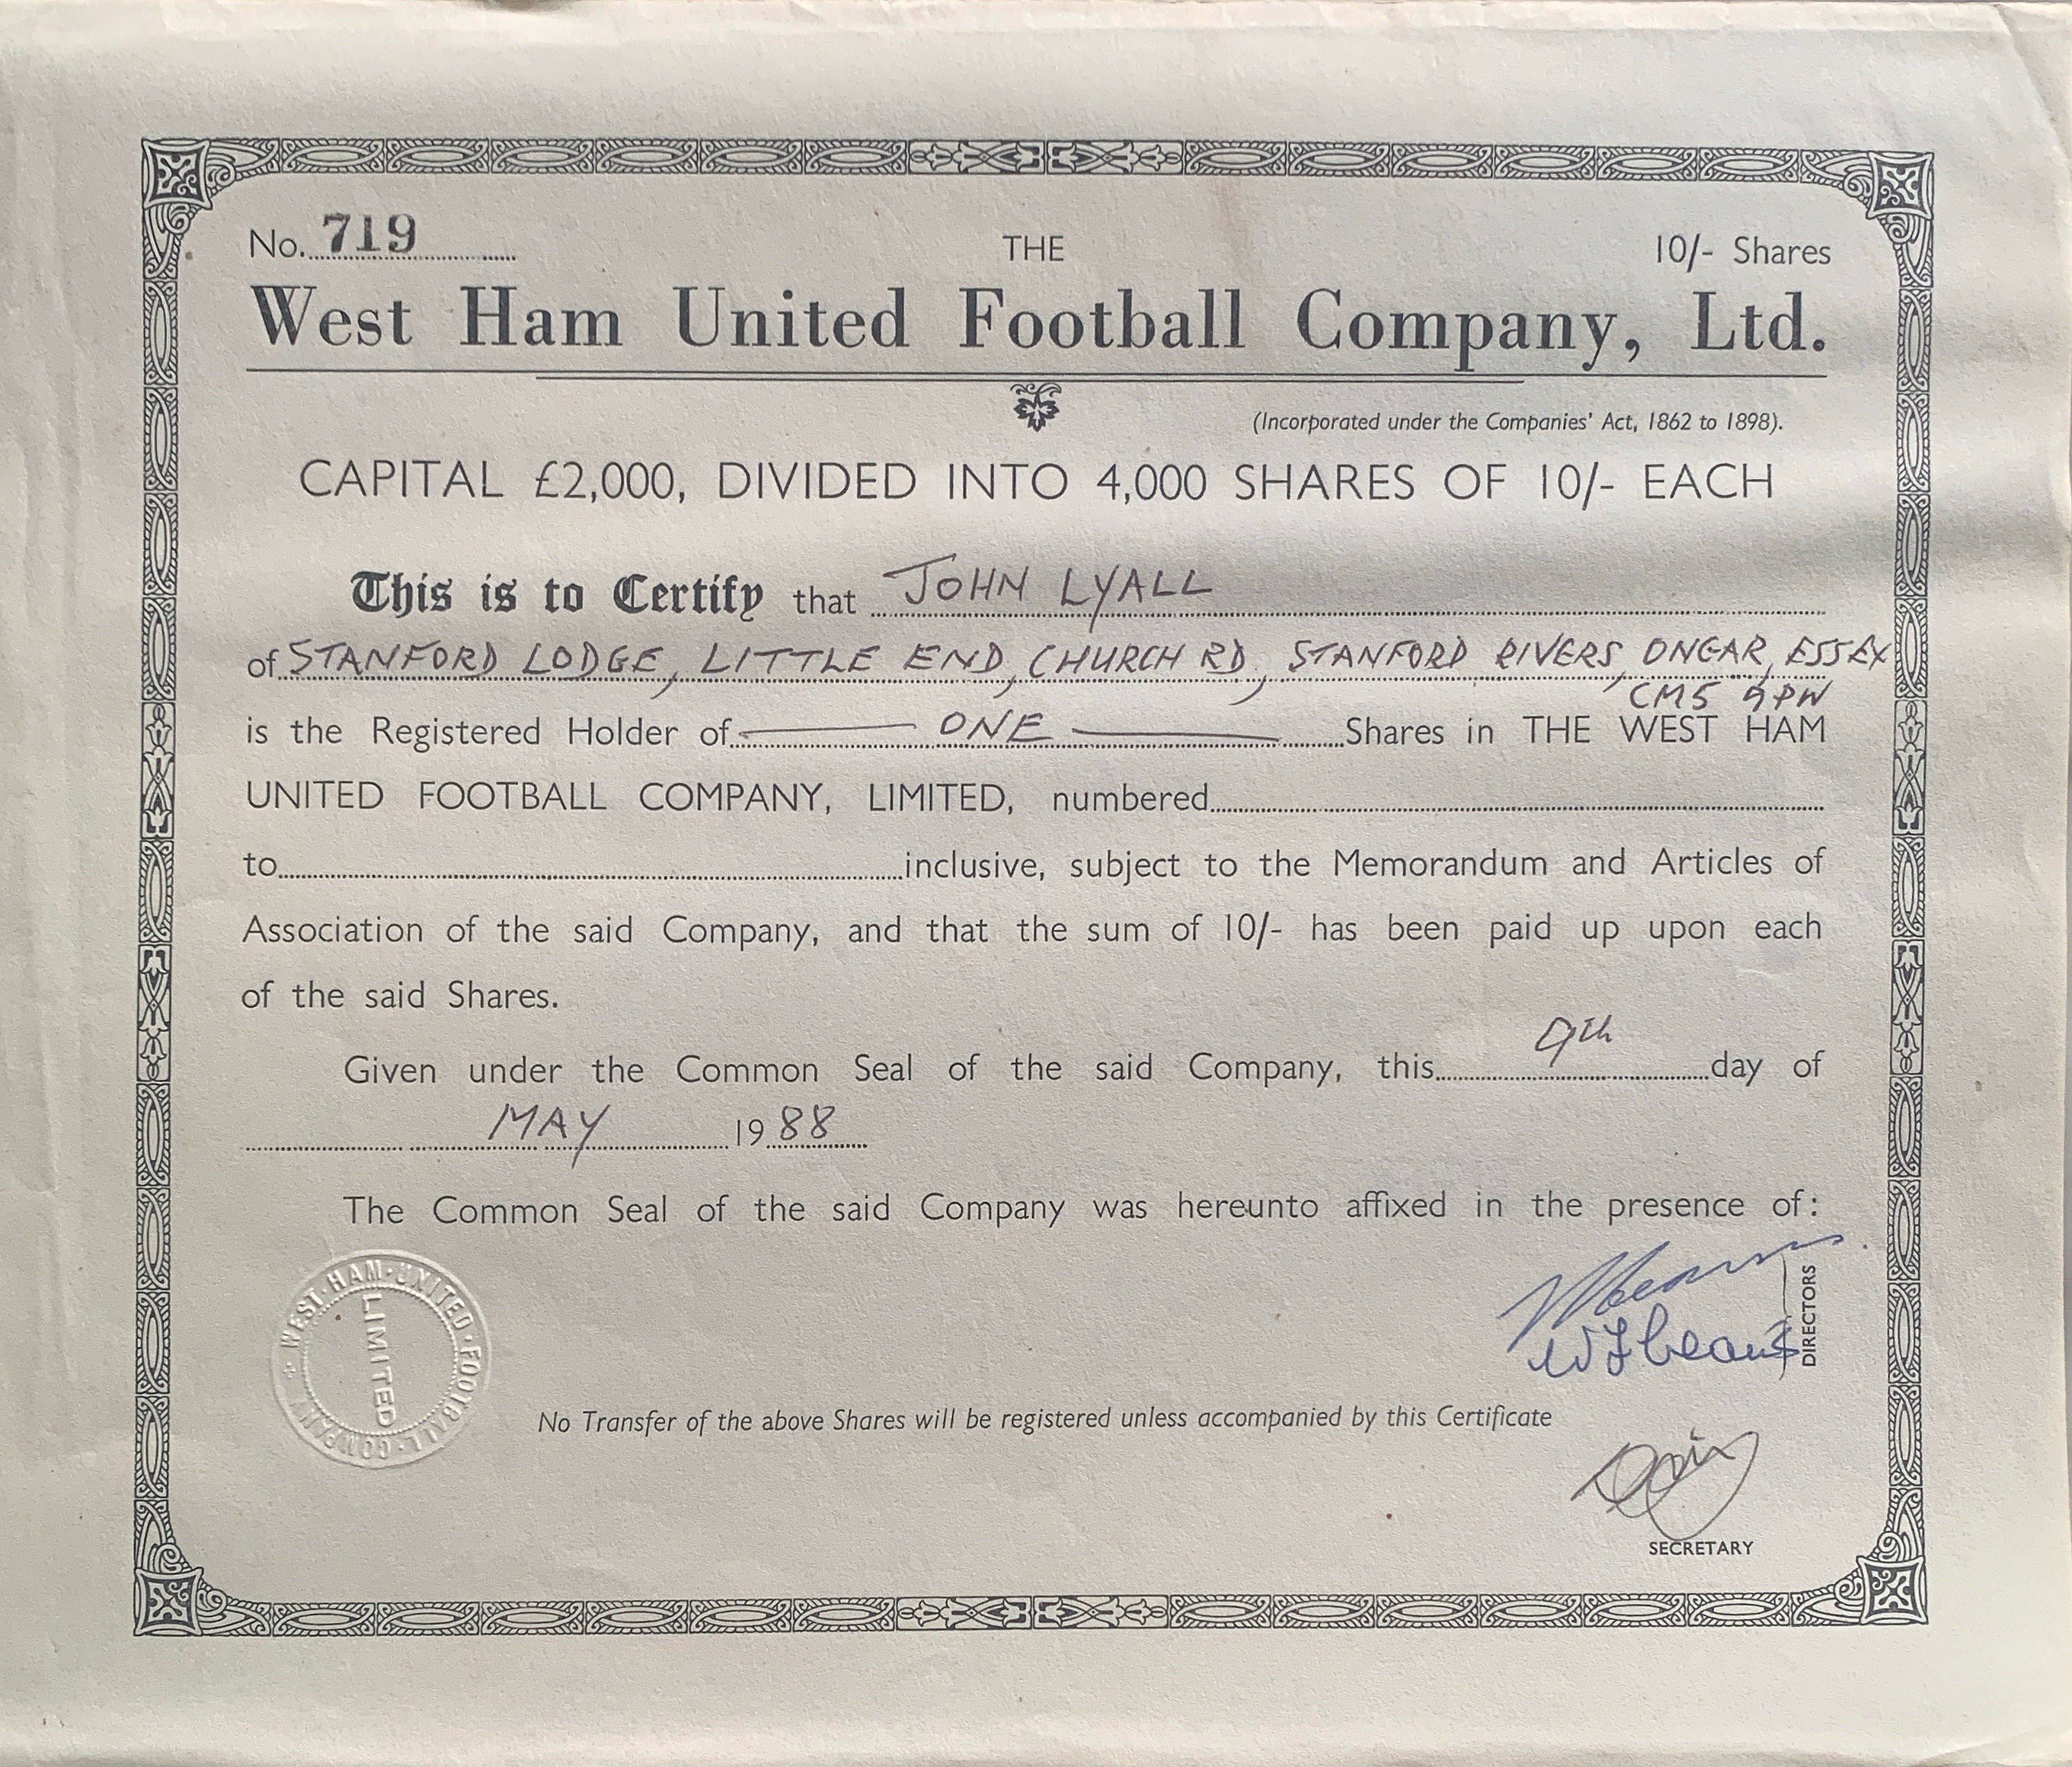 No. 719 THE 10/- Shares
West Ham United Football Company, Ltd.
(Incorporated under the Companies' Act, 1862 to 1898).
CAPITAL £2,000, DIVIDED INTO 4,000 SHARES OF 10/- EACH
This is to Certify that JOHN LYALL
of STANFORD LODGE, LITTLE END, CHURCH RD, STANFORD RIVERS, ONGAR, ESSEX
CM5 9PW
is the Registered Holder of ONE Shares in THE WEST HAM
UNITED FOOTBALL COMPANY, LIMITED, numbered
to inclusive, subject to the Memorandum and Articles of
Association of the said Company, and that the sum of 10/- has been paid up upon each
of the said Shares.
Given under the Common Seal of the said Company, this 9th day of
MAY 1988
The Common Seal of the said Company was hereunto affixed in the presence of:
WEST·HAM·UNITED·FOOTBALL·COMPANY
LIMITED
DIRECTORS
No Transfer of the above Shares will be registered unless accompanied by this Certificate
SECRETARY